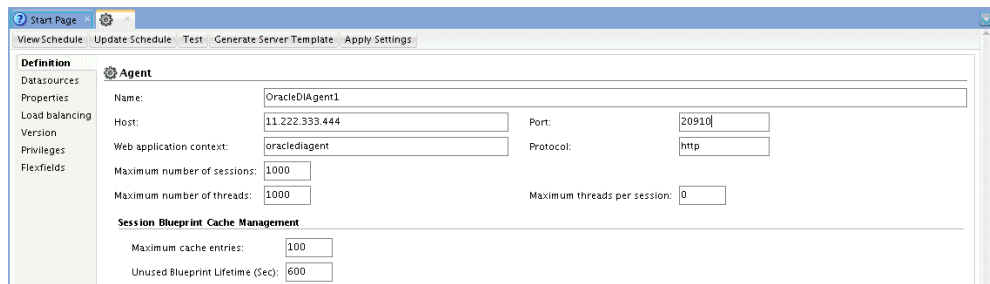 Start Page
View Schedule Update Schedule Test Generate Server Template Apply Settings
Definition
Datasources
Properties
Load balancing
Version
Privileges
Flexfields
Agent
Name: OracleDIAgent1
Host: 11.222.333.444 Port: 20910
Web application context: oraclediagent Protocol: http
Maximum number of sessions: 1000
Maximum number of threads: 1000 Maximum threads per session: 0
Session Blueprint Cache Management
Maximum cache entries: 100
Unused Blueprint Lifetime (Sec): 600